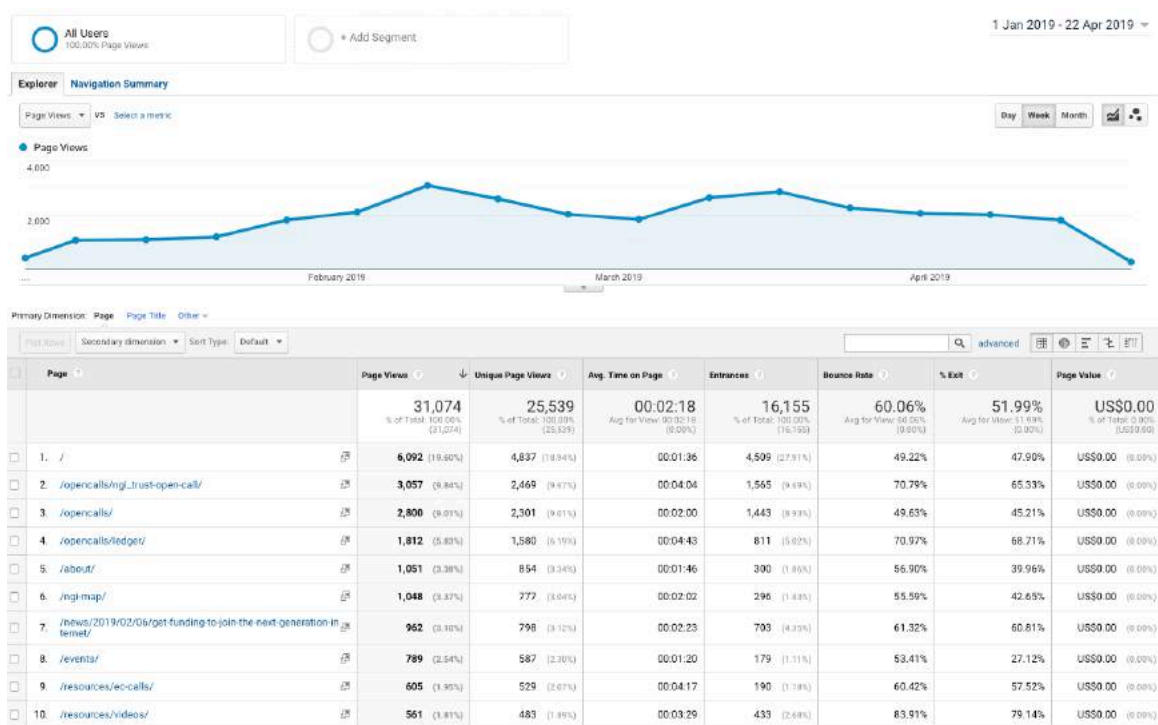 All Users
100.00% Page Views
+ Add Segment
1 Jan 2019 - 22 Apr 2019
Explorer Navigation Summary
Page Views VS Select a metric
Day Week Month
Page Views
4,000
2,000
... February 2019 March 2019 April 2019
Primary Dimension: Page Page Title Other
Plot Rows Secondary dimension Sort Type: Default advanced
Page Page Views Unique Page Views Avg. Time on Page Entrances Bounce Rate % Exit Page Value
31,074 25,539 00:02:18 16,155 60.06% 51.99% US$0.00
% of Total: 100.00% % of Total: 100.00% Avg for View: 00:02:18 % of Total: 100.00% Avg for View: 60.06% Avg for View: 51.99% % of Total: 0.00%
(31,074) (25,539) (0.00%) (16,155) (0.00%) (0.00%) (US$0.00)
1. / 6,092 (19.60%) 4,837 (18.94%) 00:01:36 4,509 (27.91%) 49.22% 47.90% US$0.00 (0.00%)
2. /opencalls/ngi_trust-open-call/ 3,057 (9.84%) 2,469 (9.67%) 00:04:04 1,565 (9.69%) 70.79% 65.33% US$0.00 (0.00%)
3. /opencalls/ 2,800 (9.01%) 2,301 (9.01%) 00:02:00 1,443 (8.93%) 49.63% 45.21% US$0.00 (0.00%)
4. /opencalls/ledger/ 1,812 (5.83%) 1,580 (6.19%) 00:04:43 811 (5.02%) 70.97% 68.71% US$0.00 (0.00%)
5. /about/ 1,051 (3.38%) 854 (3.34%) 00:01:46 300 (1.86%) 56.90% 39.96% US$0.00 (0.00%)
6. /ngi-map/ 1,048 (3.37%) 777 (3.04%) 00:02:02 296 (1.83%) 55.59% 42.65% US$0.00 (0.00%)
7. /news/2019/02/06/get-funding-to-join-the-next-generation-in
ternet/ 962 (3.10%) 798 (3.12%) 00:02:23 703 (4.35%) 61.32% 60.81% US$0.00 (0.00%)
8. /events/ 789 (2.54%) 587 (2.30%) 00:01:20 179 (1.11%) 53.41% 27.12% US$0.00 (0.00%)
9. /resources/ec-calls/ 605 (1.95%) 529 (2.07%) 00:04:17 190 (1.18%) 60.42% 57.52% US$0.00 (0.00%)
10. /resources/videos/ 561 (1.81%) 483 (1.89%) 00:03:29 433 (2.68%) 83.91% 79.14% US$0.00 (0.00%)